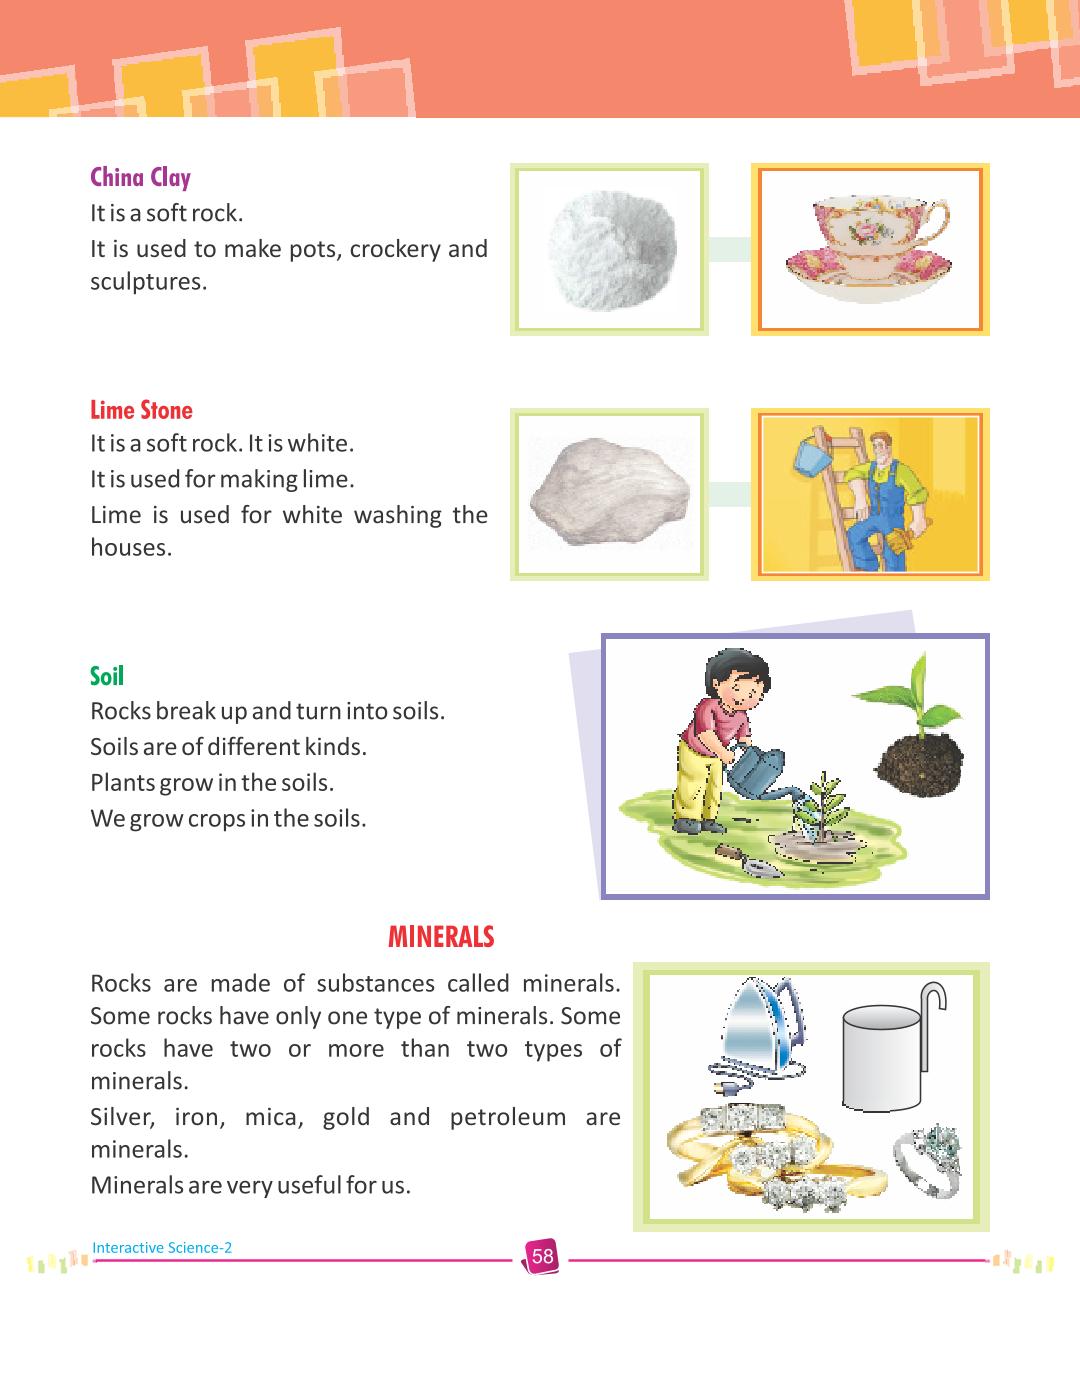 China Clay
It is a soft rock.
It is used to make pots, crockery and
sculptures.
Lime Stone
It is a soft rock. It is white.
It is used for making lime.
Lime is used for white washing the
houses.
Soil
Rocks break up and turn into soils.
Soils are of different kinds.
Plants grow in the soils.
We grow crops in the soils.
MINERALS
Rocks are made of substances called minerals.
Some rocks have only one type of minerals. Some
rocks have two or more than two types of
minerals.
Silver, iron, mica, gold and petroleum are
minerals.
Minerals are very useful for us.
Interactive Science-2
58